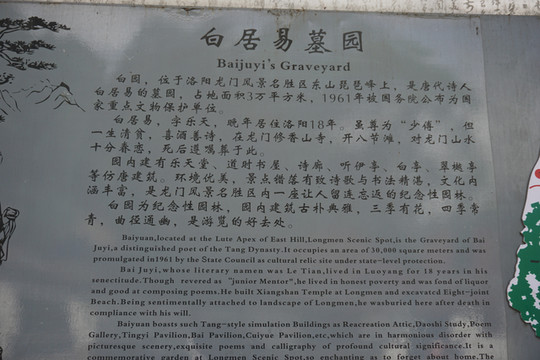 白居易墓园
Baijuyi's Graveyard
白园，位于洛阳龙门风景名胜区东山琵琶峰上，是唐代诗人
白居易的墓园，占地面积3万平方米，1961年被国务院公布为国
家重点文物保护单位。
白居易，字乐天，晚年居住洛阳18年。虽尊为“少傅”，但
一生清贫，喜酒善诗，在龙门修香山寺，开八节滩，对龙门山水
十分眷恋，死后遵嘱葬于此。
园内建有乐天堂、道时书屋、诗廊、听伊亭、白亭、翠樾亭
等仿唐建筑。环境优美，景点错落有致诗歌与书法精湛，文化内
涵丰富，是龙门风景名胜区内一座让人留连忘返的纪念性园林。
白园为纪念性园林，园内建筑古朴典雅，三季有花，四季常
青，曲径通幽，是游览的好去处。
Baiyuan,located at the Lute Apex of East Hill,Longmen Scenic Spot,is the Graveyard of Bai
Juyi,a distinguished poet of the Tang Dynasty.It occupies an area of 30,000 square meters and was
promulgated in1961 by the State Council as cultural relic site under state-level protection.
Bai Juyi, whose literary name was Le Tian,lived in Luoyang for 18 years in his
senectitude.Though revered as "junior Mentor",he lived in honest poverty and was fond of liquor
and good at composing poems.He built Xiangshan Temple at Longmen and excavated Eight-joint
Beach.Being sentimentally attached to landscape of Longmen,he wasburied here after death in
compliance with his will.
Baiyuan boasts such Tang-style simulation Buildings as Reacreation Attic,Daoshi Study,Poem
Gallery,Tingyi Pavilion,Bai Pavilion,Cuiyue Pavilion,etc,which are in harmonious disorder with
picturesque scenery,exquisite poems and calligraphy of profound cultural significance.It is a
commemorative garden at Longmen Scenic Spot,so enchanting as to forget about home.The